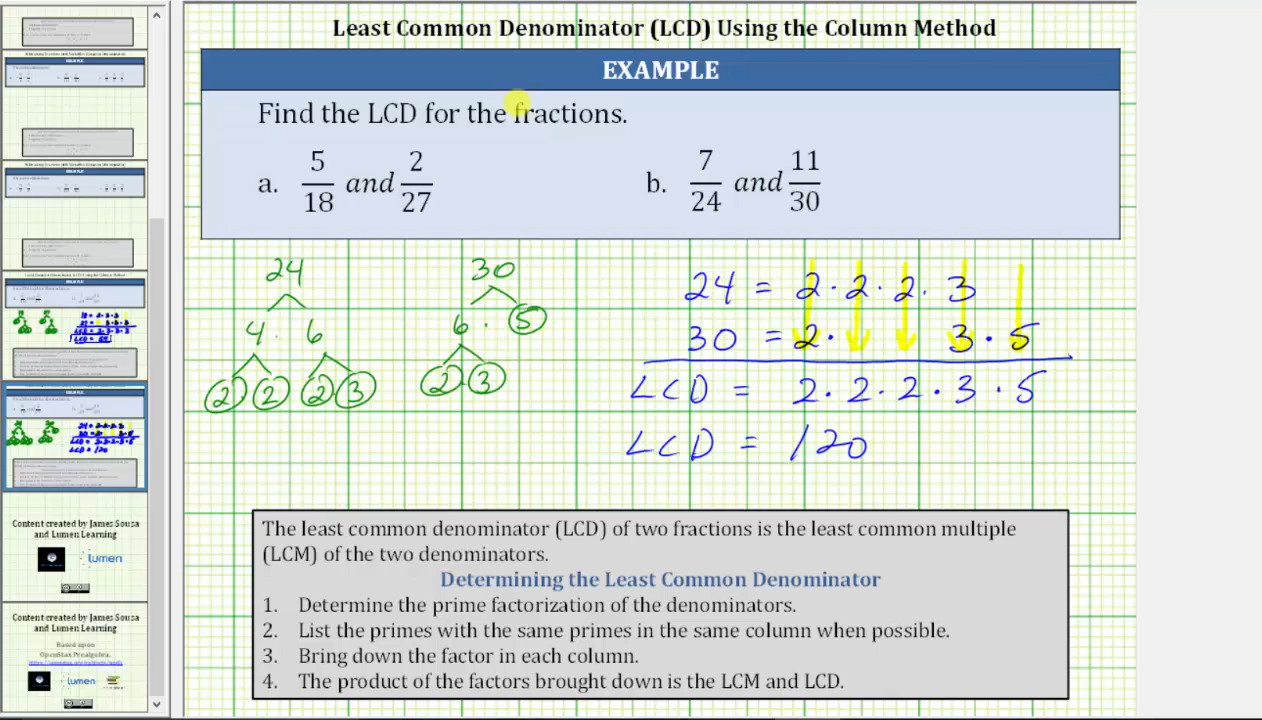 Least Common Denominator (LCD) Using the Column Method
EXAMPLE
Find the LCD for the fractions.
a. 5/18 and 2/27
b. 7/24 and 11/30
24
4 · 6
2 · 2 · 2 · 3
30
6 · 5
2 · 3
24 = 2 · 2 · 2 · 3
30 = 2 · 3 · 5
LCD = 2 · 2 · 2 · 3 · 5
LCD = 120
The least common denominator (LCD) of two fractions is the least common multiple
(LCM) of the two denominators.
Determining the Least Common Denominator
1. Determine the prime factorization of the denominators.
2. List the primes with the same primes in the same column when possible.
3. Bring down the factor in each column.
4. The product of the factors brought down is the LCM and LCD.
Content created by James Sousa
and Lumen Learning
lumen
Content created by James Sousa
and Lumen Learning
Based upon
OpenStax Prealgebra.
lumen